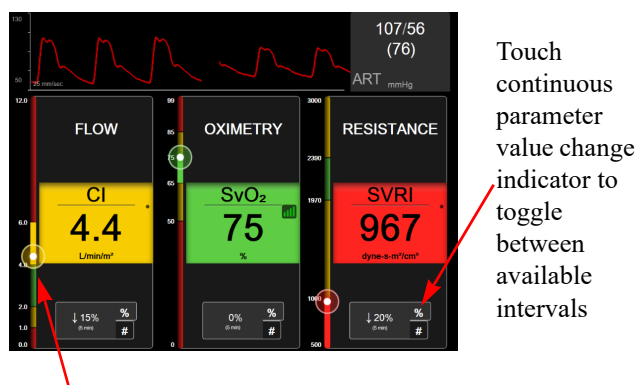 130
50
25 mm/sec
107/56
(76)
ART mmHg
FLOW
12.0
6.0
4.0
2.0
1.0
0.0
CI
4.4
L/min/m²
↓ 15%
(5 min)
%
#
OXIMETRY
99
85
75
65
50
0
SvO₂
75
%
0%
(5 min)
%
#
RESISTANCE
3000
2390
1970
1000
500
SVRI
967
dyne-s-m²/cm⁵
↓ 20%
(5 min)
%
#
Touch
continuous
parameter
value change
indicator to
toggle
between
available
intervals